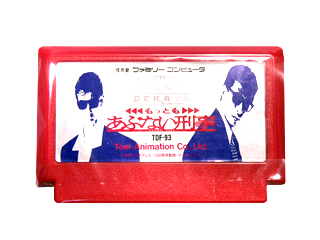 任天堂 ファミリー コンピュータ
DEKA
◀◀◀もっとも▶▶▶
あぶない刑事
TDF-93
Toei Animation Co., Ltd.